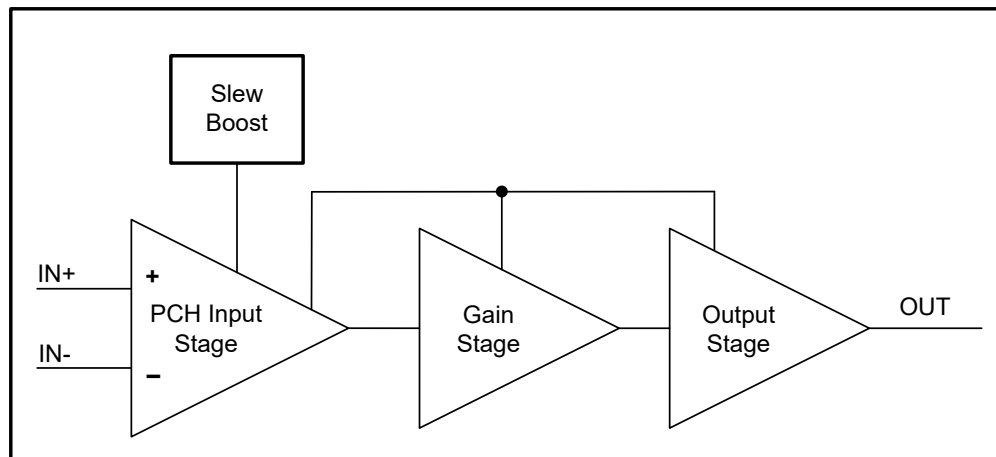 Slew
Boost
IN+
+
PCH Input
Stage
IN-
−
Gain
Stage
Output
Stage
OUT